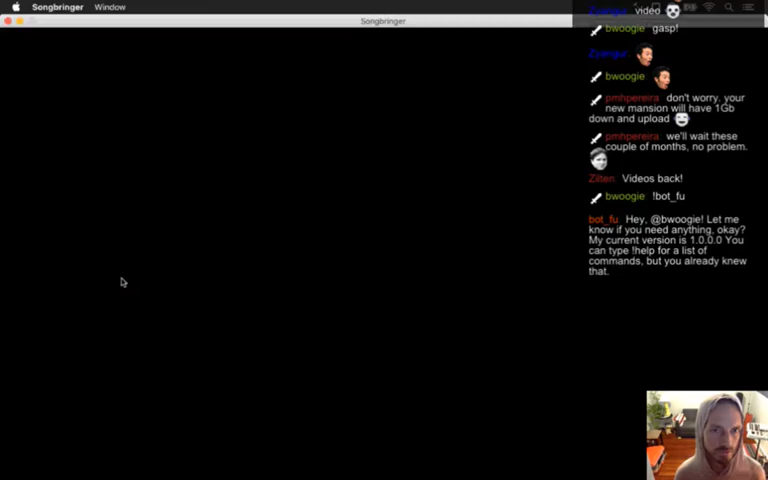 Songbringer Window
Songbringer
Zyangur video
bwoogie gasp!
bwoogie
pmhpereira don't worry. your
new mansion will have 1Gb
down and upload
pmhpereira we'll wait these
couple of months, no problem.
Zilten Videos back!
bwoogie !bot_fu
bot_fu Hey, @bwoogie! Let me
know if you need anything, okay?
My current version is 1.0.0.0 You
can type !help for a list of
commands, but you already knew
that.